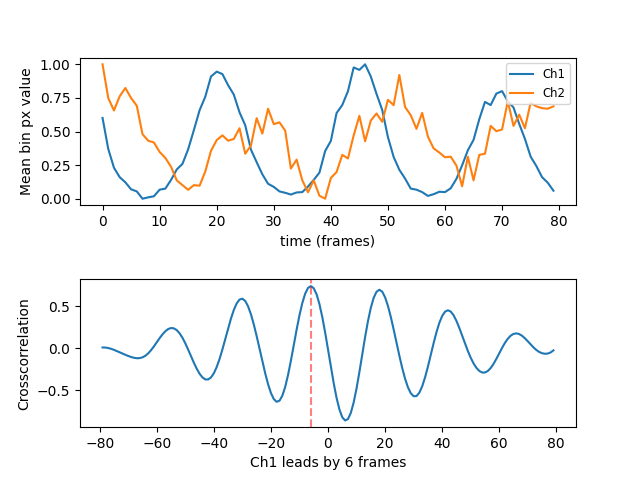 1.00
0.75
0.50
0.25
0.00
Mean bin px value
Ch1
Ch2
0 10 20 30 40 50 60 70 80
time (frames)
0.5
0.0
−0.5
Crosscorrelation
−80 −60 −40 −20 0 20 40 60 80
Ch1 leads by 6 frames